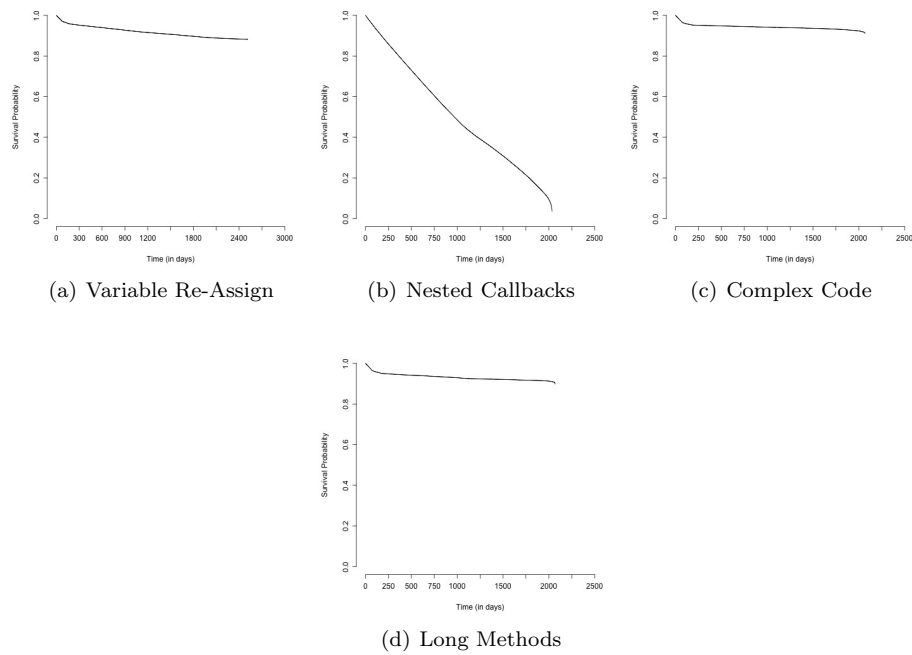 1.0
0.8
0.6
0.4
0.2
0.0
Survival Probability
0 300 600 900 1200 1500 1800 2400 3000
Time (in days)
(a) Variable Re-Assign
1.0
0.8
0.6
0.4
0.2
0.0
Survival Probability
0 250 500 750 1000 1250 1500 2000 2500
Time (in days)
(b) Nested Callbacks
1.0
0.8
0.6
0.4
0.2
0.0
Survival Probability
0 250 500 750 1000 1250 1500 2000 2500
Time (in days)
(c) Complex Code
1.0
0.8
0.6
0.4
0.2
0.0
Survival Probability
0 250 500 750 1000 1250 1500 2000 2500
Time (in days)
(d) Long Methods